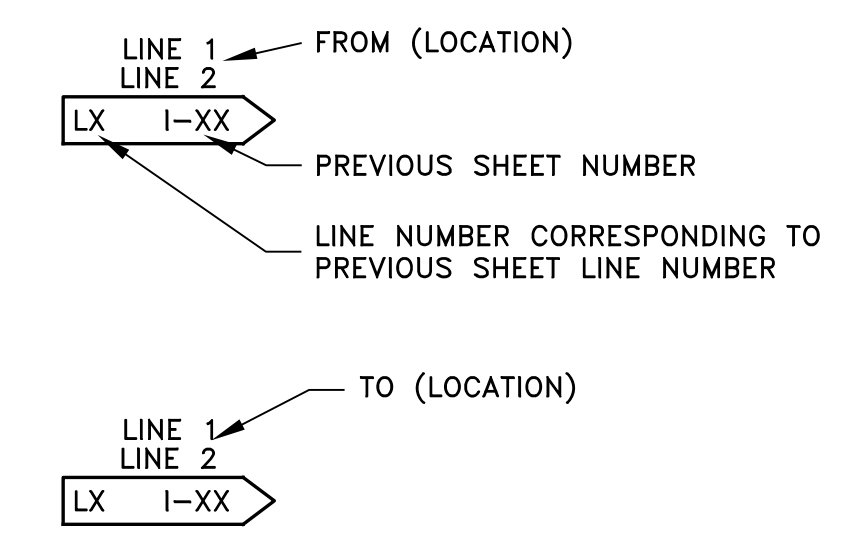 LINE 1
LINE 2
FROM (LOCATION)
LX I-XX
PREVIOUS SHEET NUMBER
LINE NUMBER CORRESPONDING TO
PREVIOUS SHEET LINE NUMBER
TO (LOCATION)
LINE 1
LINE 2
LX I-XX